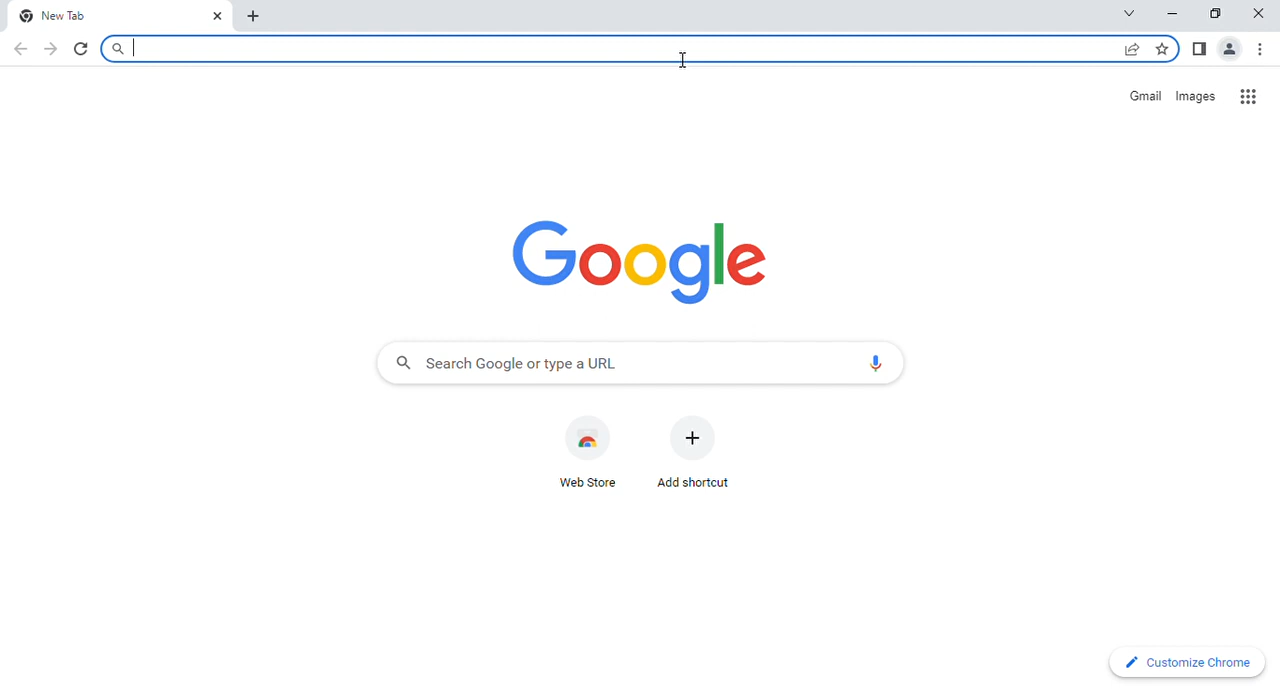 New Tab
Gmail Images
Google
Search Google or type a URL
Web Store
Add shortcut
Customize Chrome